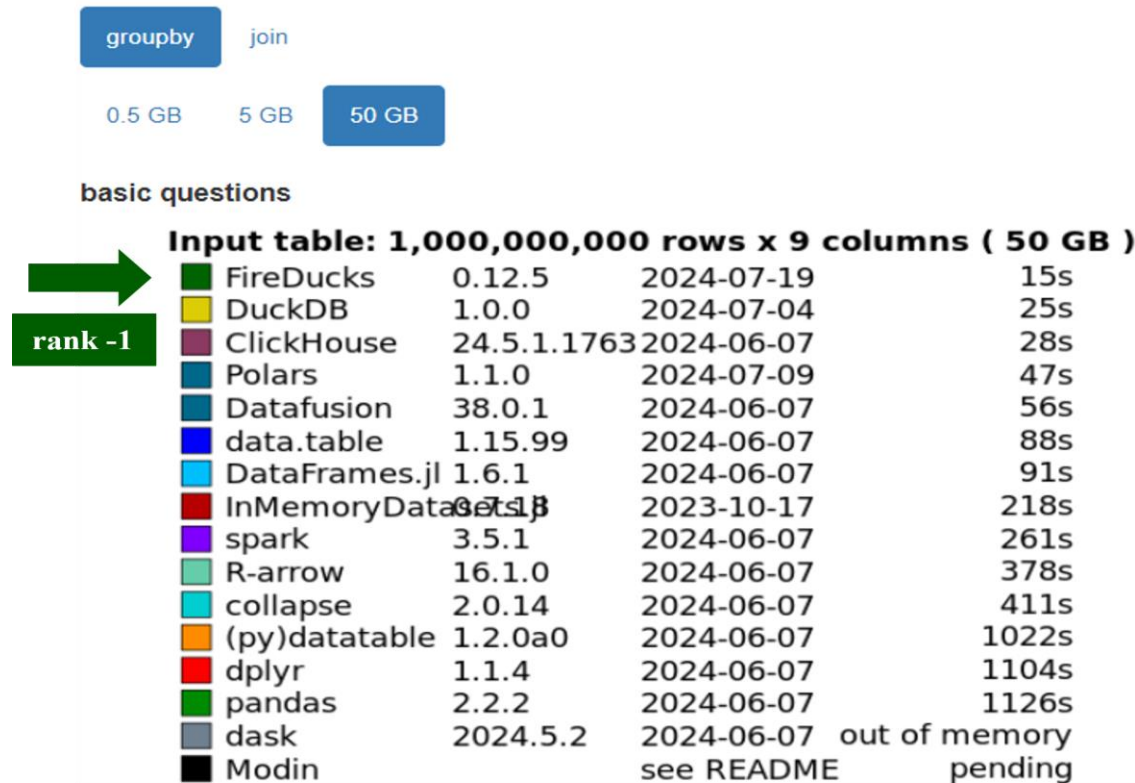 groupby join
0.5 GB 5 GB 50 GB
basic questions
Input table: 1,000,000,000 rows x 9 columns ( 50 GB )
FireDucks 0.12.5 2024-07-19 15s
DuckDB 1.0.0 2024-07-04 25s
rank -1
ClickHouse 24.5.1.1763 2024-06-07 28s
Polars 1.1.0 2024-07-09 47s
Datafusion 38.0.1 2024-06-07 56s
data.table 1.15.99 2024-06-07 88s
DataFrames.jl 1.6.1 2024-06-07 91s
InMemoryDatasets.jl 0.7.18 2023-10-17 218s
spark 3.5.1 2024-06-07 261s
R-arrow 16.1.0 2024-06-07 378s
collapse 2.0.14 2024-06-07 411s
(py)datatable 1.2.0a0 2024-06-07 1022s
dplyr 1.1.4 2024-06-07 1104s
pandas 2.2.2 2024-06-07 1126s
dask 2024.5.2 2024-06-07 out of memory
Modin see README pending